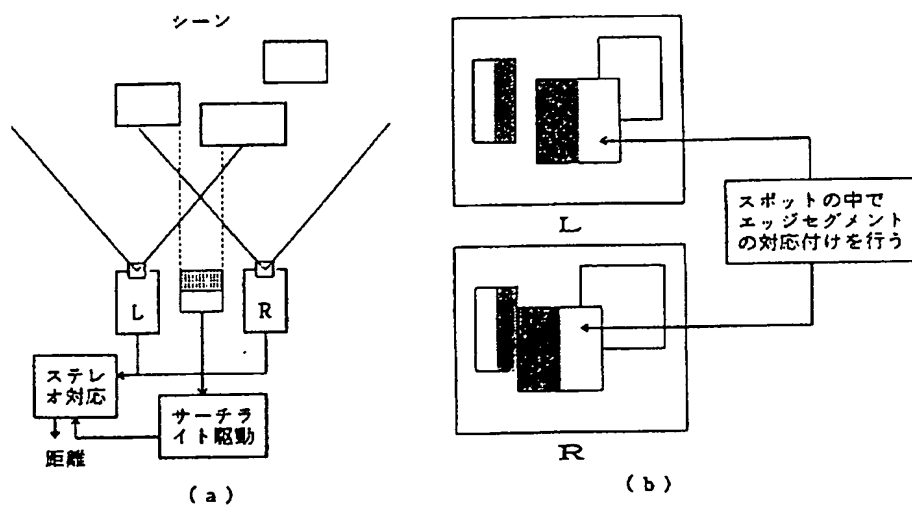 シーン
L
R
ステレ
オ対応
サーチラ
イト駆動
距離
(a)
L
スポットの中で
エッジセグメント
の対応付けを行う
R
(b)